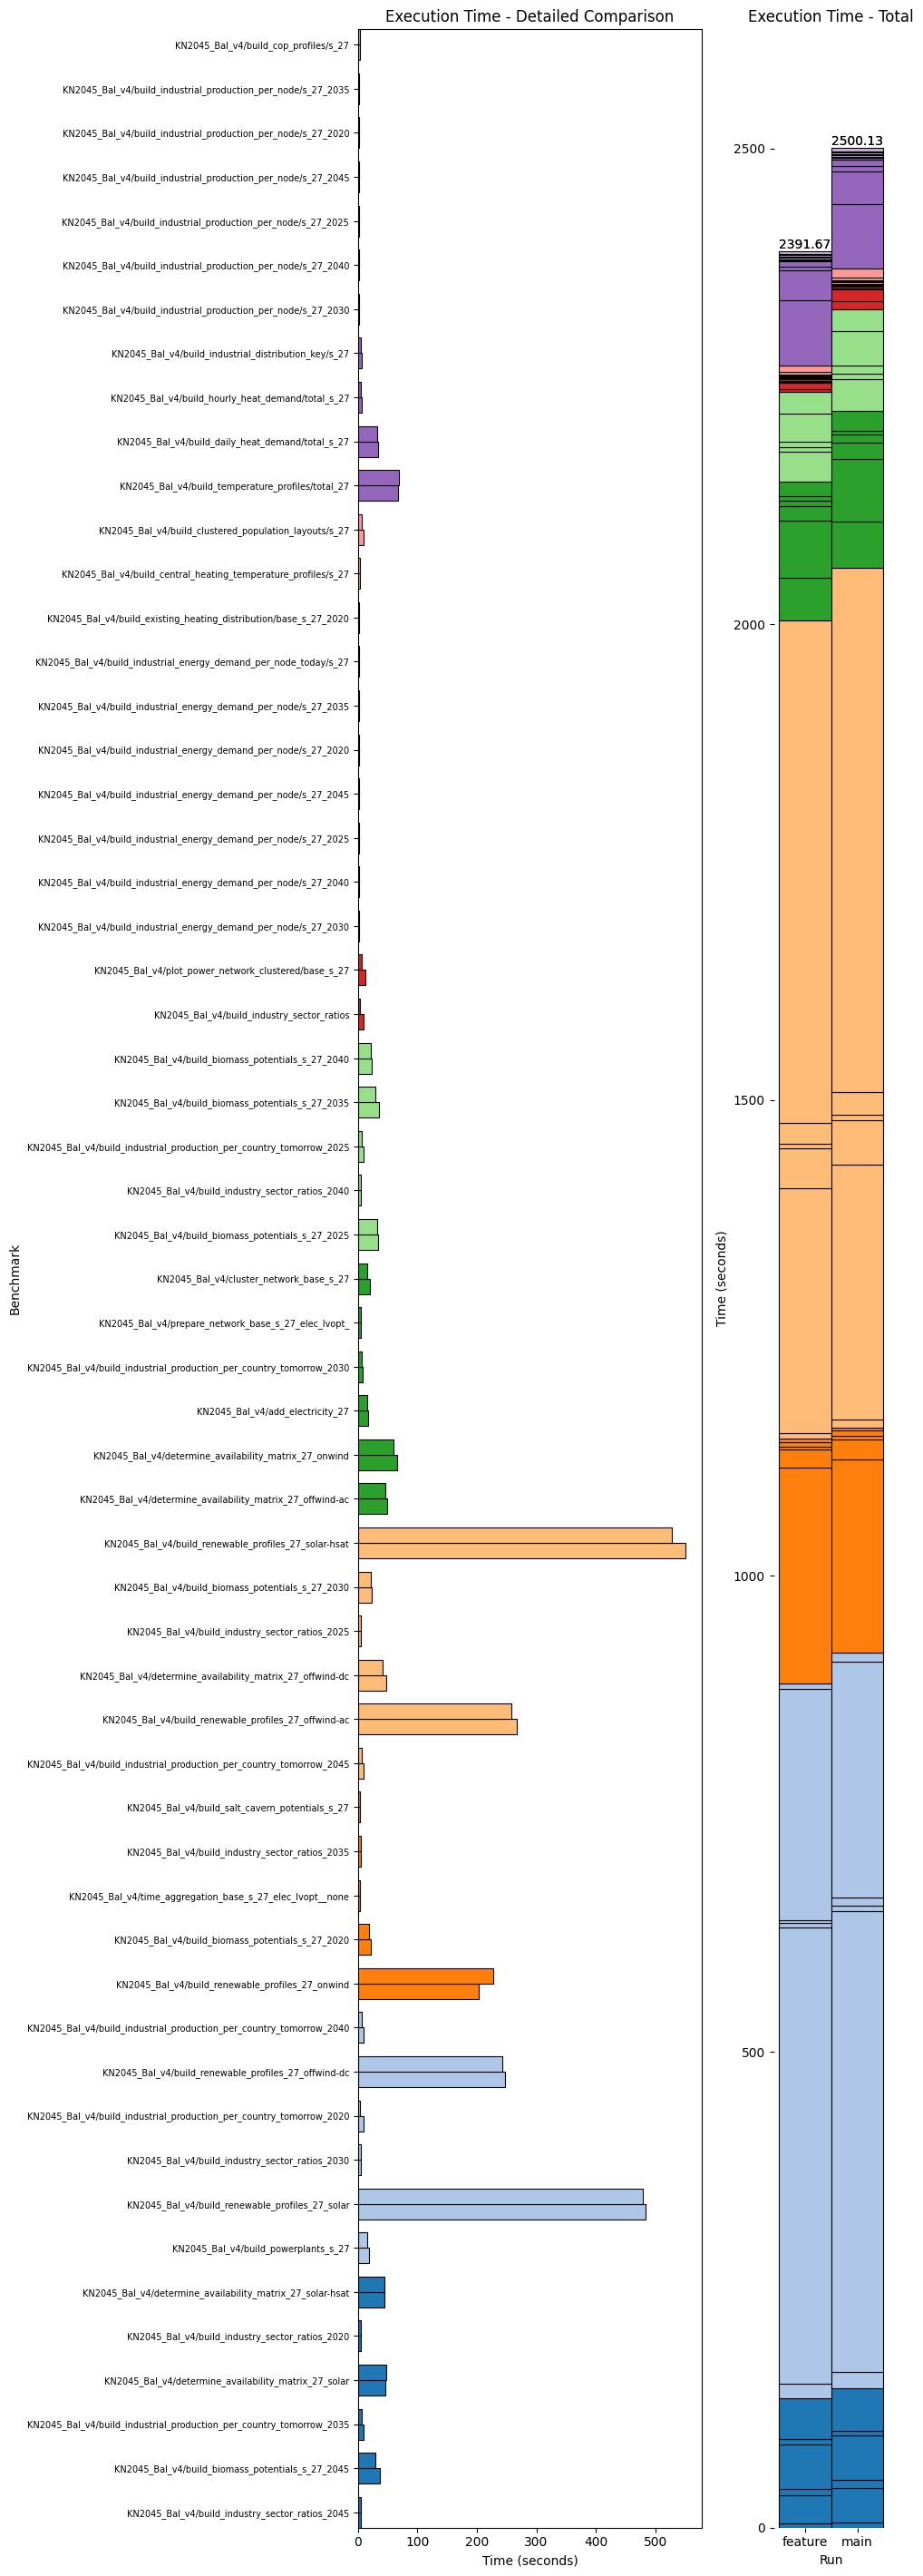 Execution Time - Detailed Comparison
Execution Time - Total
KN2045_Bal_v4/build_cop_profiles/s_27
KN2045_Bal_v4/build_industrial_production_per_node/s_27_2035
KN2045_Bal_v4/build_industrial_production_per_node/s_27_2020
KN2045_Bal_v4/build_industrial_production_per_node/s_27_2045
KN2045_Bal_v4/build_industrial_production_per_node/s_27_2025
KN2045_Bal_v4/build_industrial_production_per_node/s_27_2040
KN2045_Bal_v4/build_industrial_production_per_node/s_27_2030
KN2045_Bal_v4/build_industrial_distribution_key/s_27
KN2045_Bal_v4/build_hourly_heat_demand/total_s_27
KN2045_Bal_v4/build_daily_heat_demand/total_s_27
KN2045_Bal_v4/build_temperature_profiles/total_27
KN2045_Bal_v4/build_clustered_population_layouts/s_27
KN2045_Bal_v4/build_central_heating_temperature_profiles/s_27
KN2045_Bal_v4/build_existing_heating_distribution/base_s_27_2020
KN2045_Bal_v4/build_industrial_energy_demand_per_node_today/s_27
KN2045_Bal_v4/build_industrial_energy_demand_per_node/s_27_2035
KN2045_Bal_v4/build_industrial_energy_demand_per_node/s_27_2020
KN2045_Bal_v4/build_industrial_energy_demand_per_node/s_27_2045
KN2045_Bal_v4/build_industrial_energy_demand_per_node/s_27_2025
KN2045_Bal_v4/build_industrial_energy_demand_per_node/s_27_2040
KN2045_Bal_v4/build_industrial_energy_demand_per_node/s_27_2030
KN2045_Bal_v4/plot_power_network_clustered/base_s_27
KN2045_Bal_v4/build_industry_sector_ratios
KN2045_Bal_v4/build_biomass_potentials_s_27_2040
KN2045_Bal_v4/build_biomass_potentials_s_27_2035
KN2045_Bal_v4/build_industrial_production_per_country_tomorrow_2025
KN2045_Bal_v4/build_industry_sector_ratios_2040
KN2045_Bal_v4/build_biomass_potentials_s_27_2025
KN2045_Bal_v4/cluster_network_base_s_27
KN2045_Bal_v4/prepare_network_base_s_27_elec_lvopt_
KN2045_Bal_v4/build_industrial_production_per_country_tomorrow_2030
KN2045_Bal_v4/add_electricity_27
KN2045_Bal_v4/determine_availability_matrix_27_onwind
KN2045_Bal_v4/determine_availability_matrix_27_offwind-ac
KN2045_Bal_v4/build_renewable_profiles_27_solar-hsat
KN2045_Bal_v4/build_biomass_potentials_s_27_2030
KN2045_Bal_v4/build_industry_sector_ratios_2025
KN2045_Bal_v4/determine_availability_matrix_27_offwind-dc
KN2045_Bal_v4/build_renewable_profiles_27_offwind-ac
KN2045_Bal_v4/build_industrial_production_per_country_tomorrow_2045
KN2045_Bal_v4/build_salt_cavern_potentials_s_27
KN2045_Bal_v4/build_industry_sector_ratios_2035
KN2045_Bal_v4/time_aggregation_base_s_27_elec_lvopt__none
KN2045_Bal_v4/build_biomass_potentials_s_27_2020
KN2045_Bal_v4/build_renewable_profiles_27_onwind
KN2045_Bal_v4/build_industrial_production_per_country_tomorrow_2040
KN2045_Bal_v4/build_renewable_profiles_27_offwind-dc
KN2045_Bal_v4/build_industrial_production_per_country_tomorrow_2020
KN2045_Bal_v4/build_industry_sector_ratios_2030
KN2045_Bal_v4/build_renewable_profiles_27_solar
KN2045_Bal_v4/build_powerplants_s_27
KN2045_Bal_v4/determine_availability_matrix_27_solar-hsat
KN2045_Bal_v4/build_industry_sector_ratios_2020
KN2045_Bal_v4/determine_availability_matrix_27_solar
KN2045_Bal_v4/build_industrial_production_per_country_tomorrow_2035
KN2045_Bal_v4/build_biomass_potentials_s_27_2045
KN2045_Bal_v4/build_industry_sector_ratios_2045
Benchmark
0 100 200 300 400 500
Time (seconds)
2500.13
2391.67
2500
2000
1500
1000
500
0
Time (seconds)
feature main
Run